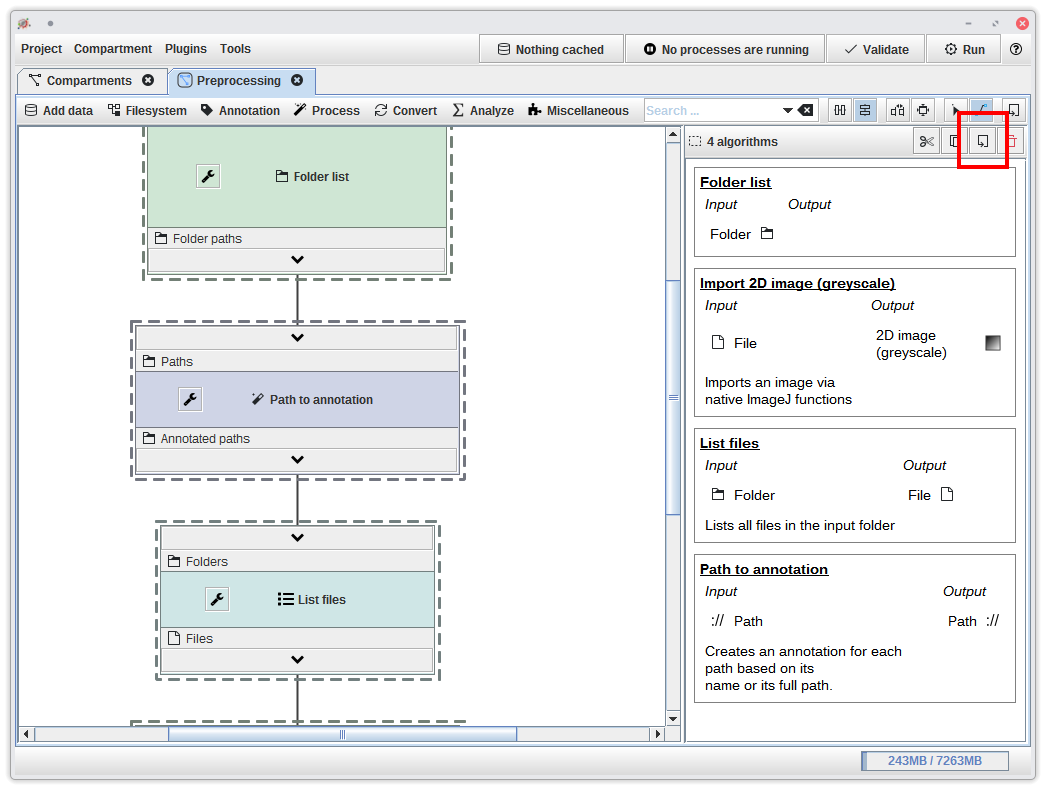 Project Compartment Plugins Tools
Nothing cached
No processes are running
Validate
Run
Compartments
Preprocessing
Add data Filesystem Annotation Process Convert Analyze Miscellaneous
Search ...
Folder list
Folder paths
Paths
Path to annotation
Annotated paths
Folders
List files
Files
4 algorithms
Folder list
Input Output
Folder
Import 2D image (greyscale)
Input Output
File
2D image
(greyscale)
Imports an image via
native ImageJ functions
List files
Input Output
Folder File
Lists all files in the input folder
Path to annotation
Input Output
:// Path Path ://
Creates an annotation for each
path based on its
name or its full path.
243MB / 7263MB